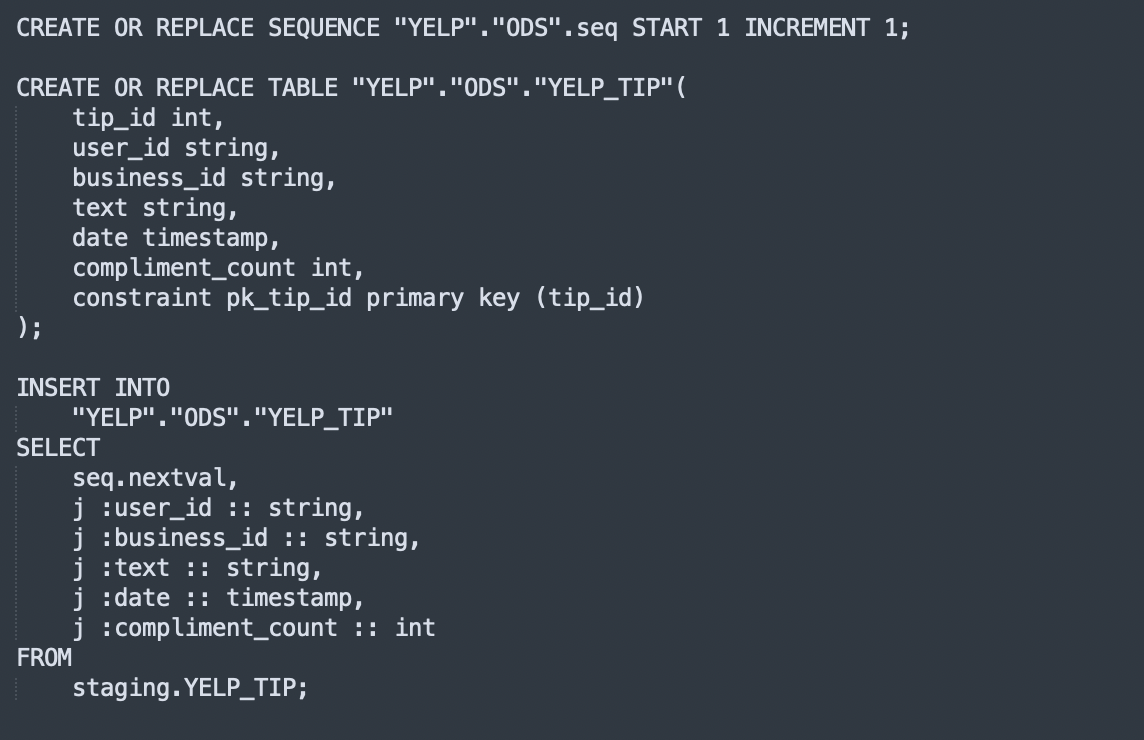 CREATE OR REPLACE SEQUENCE "YELP"."ODS".seq START 1 INCREMENT 1;

CREATE OR REPLACE TABLE "YELP"."ODS"."YELP_TIP"(
    tip_id int,
    user_id string,
    business_id string,
    text string,
    date timestamp,
    compliment_count int,
    constraint pk_tip_id primary key (tip_id)
);

INSERT INTO
    "YELP"."ODS"."YELP_TIP"
SELECT
    seq.nextval,
    j :user_id :: string,
    j :business_id :: string,
    j :text :: string,
    j :date :: timestamp,
    j :compliment_count :: int
FROM
    staging.YELP_TIP;